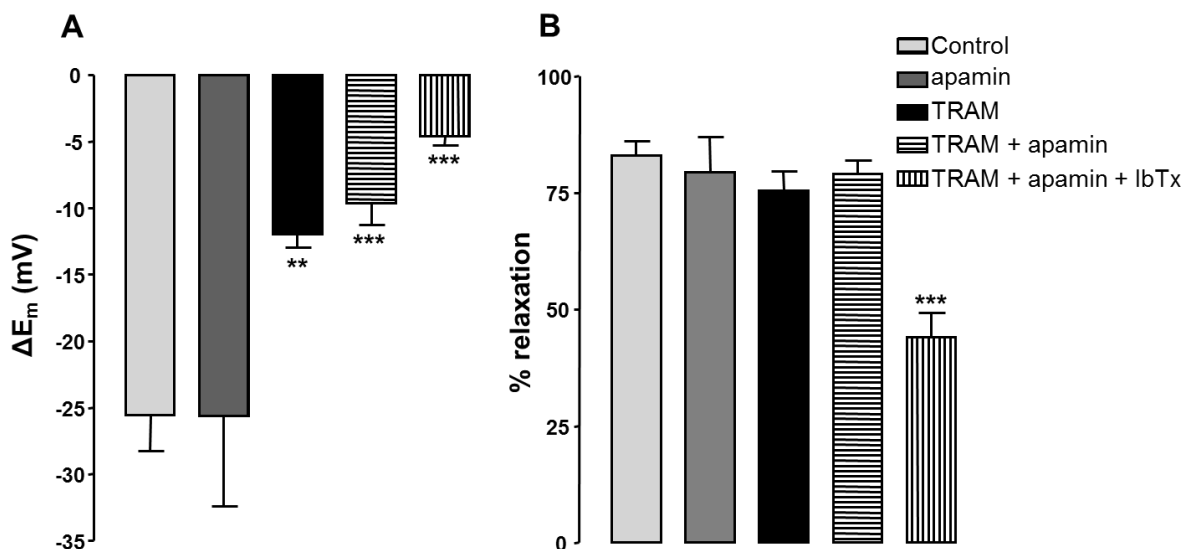 A
0
-5
-10
-15
-20
-25
-30
-35
ΔEm (mV)
**
***
***
B
100
75
50
25
0
% relaxation
***
Control
apamin
TRAM
TRAM + apamin
TRAM + apamin + IbTx